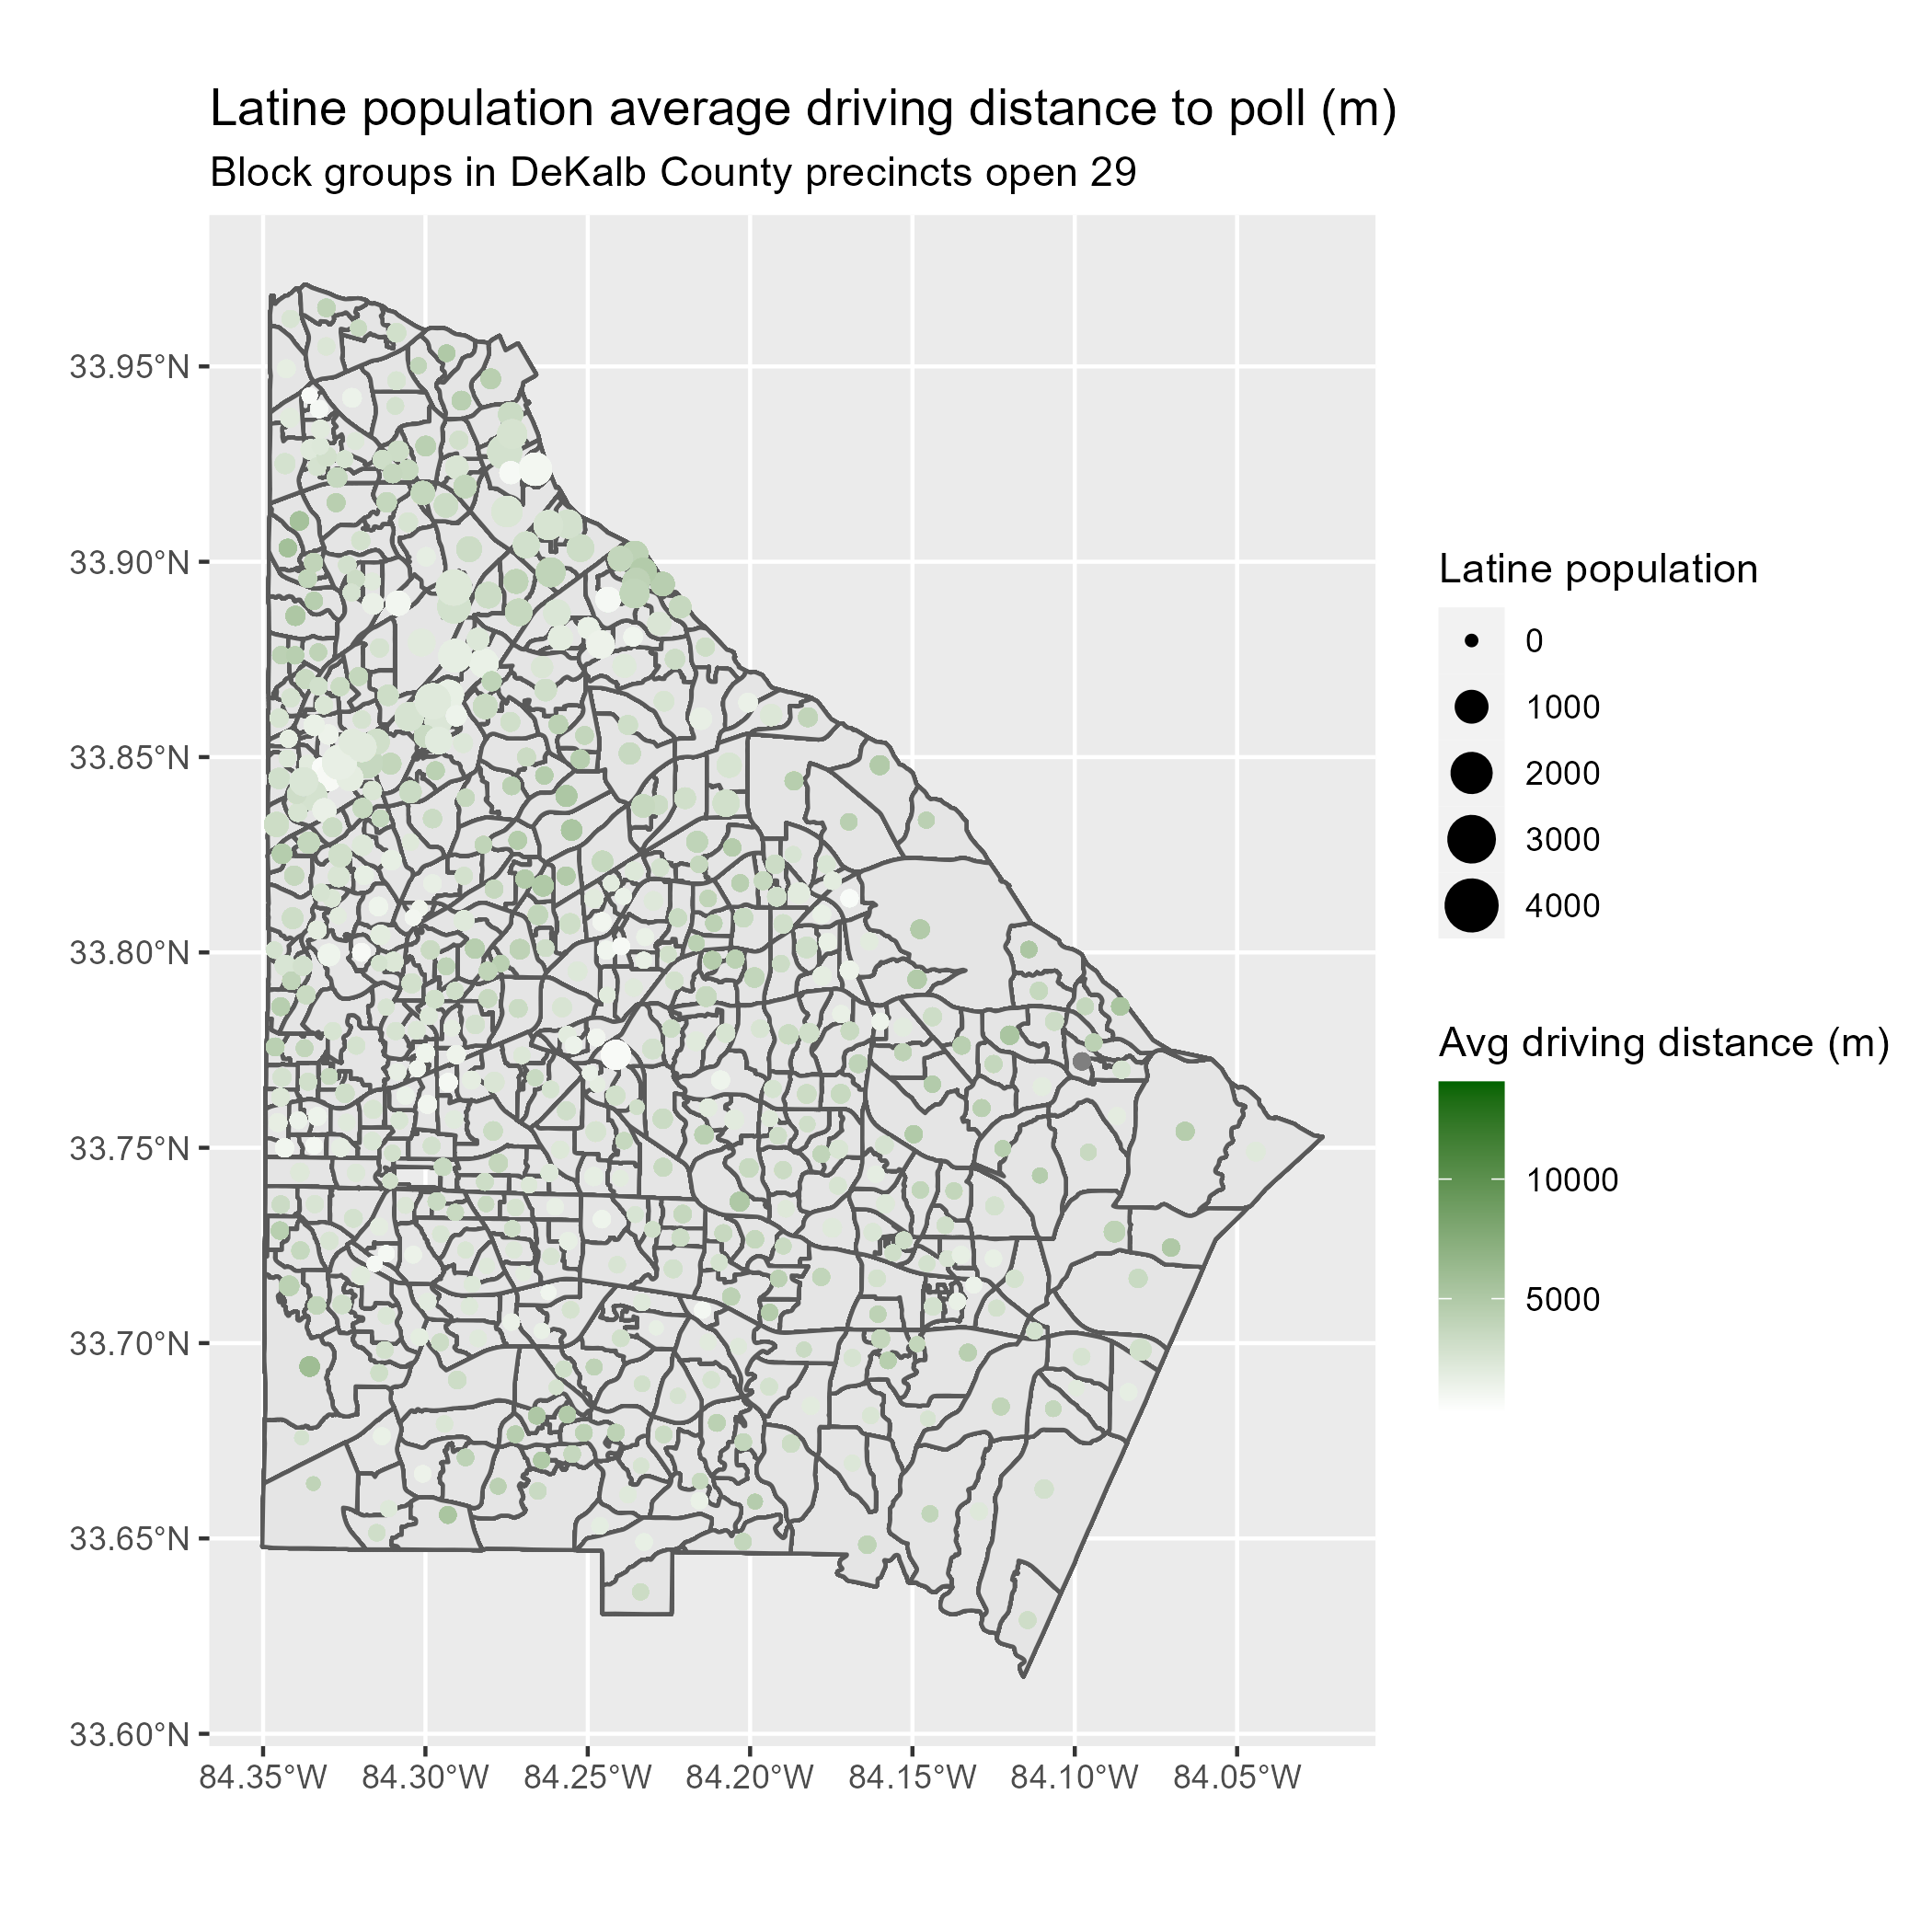 Latine population average driving distance to poll (m)
Block groups in DeKalb County precincts open 29
33.95°N
33.90°N
33.85°N
33.80°N
33.75°N
33.70°N
33.65°N
33.60°N
84.35°W 84.30°W 84.25°W 84.20°W 84.15°W 84.10°W 84.05°W
Latine population
0
1000
2000
3000
4000
Avg driving distance (m)
10000
5000